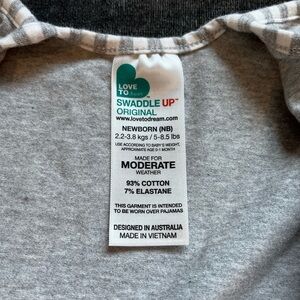 LOVE
TO
SWADDLE UP™
ORIGINAL
www.lovetodream.com
NEWBORN (NB)
2.2-3.8 kgs / 5-8.5 lbs
USE ACCORDING TO BABY'S WEIGHT,
APPROXIMATE AGE 0-1 MONTH
MADE FOR
MODERATE
WEATHER
93% COTTON
7% ELASTANE
THIS GARMENT IS INTENDED
TO BE WORN OVER PAJAMAS
DESIGNED IN AUSTRALIA
MADE IN VIETNAM